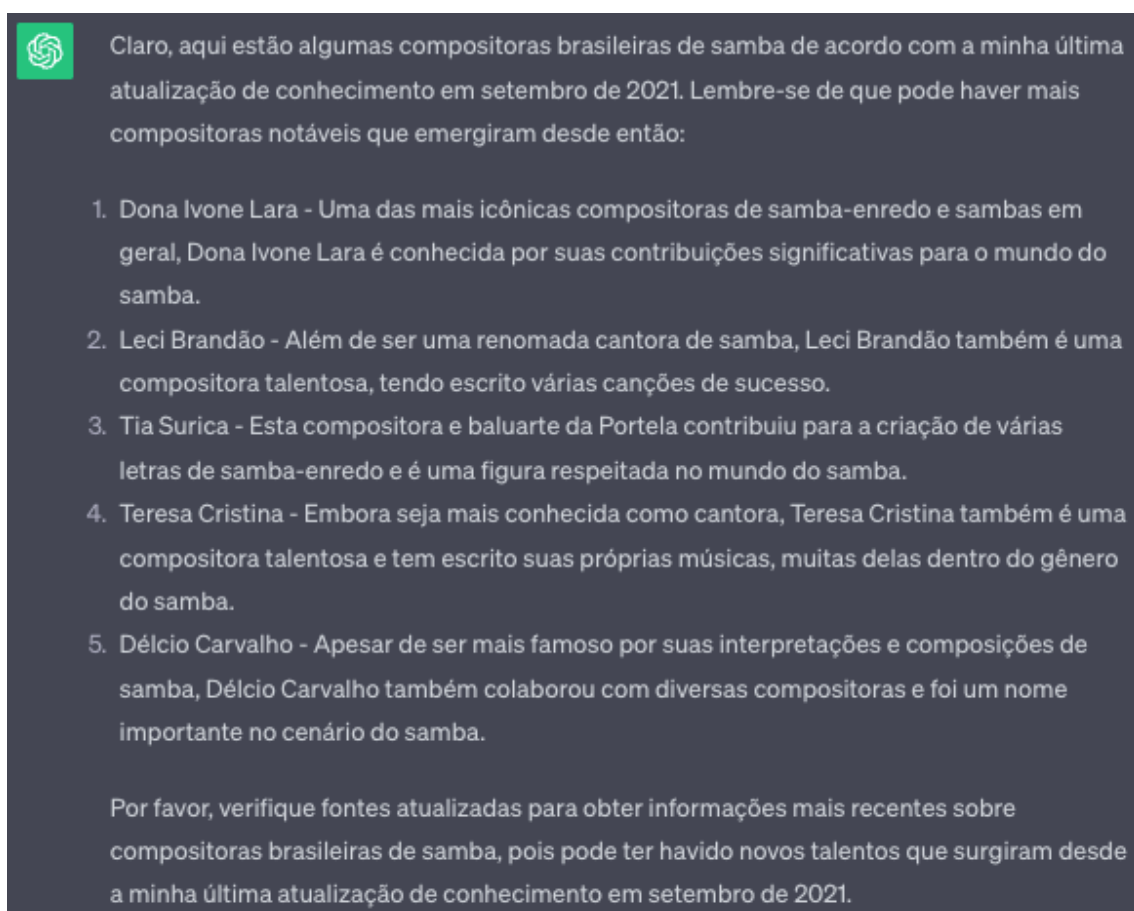 Claro, aqui estão algumas compositoras brasileiras de samba de acordo com a minha última
atualização de conhecimento em setembro de 2021. Lembre-se de que pode haver mais
compositoras notáveis que emergiram desde então:
1. Dona Ivone Lara - Uma das mais icônicas compositoras de samba-enredo e sambas em
geral, Dona Ivone Lara é conhecida por suas contribuições significativas para o mundo do
samba.
2. Leci Brandão - Além de ser uma renomada cantora de samba, Leci Brandão também é uma
compositora talentosa, tendo escrito várias canções de sucesso.
3. Tia Surica - Esta compositora e baluarte da Portela contribuiu para a criação de várias
letras de samba-enredo e é uma figura respeitada no mundo do samba.
4. Teresa Cristina - Embora seja mais conhecida como cantora, Teresa Cristina também é uma
compositora talentosa e tem escrito suas próprias músicas, muitas delas dentro do gênero
do samba.
5. Délcio Carvalho - Apesar de ser mais famoso por suas interpretações e composições de
samba, Délcio Carvalho também colaborou com diversas compositoras e foi um nome
importante no cenário do samba.
Por favor, verifique fontes atualizadas para obter informações mais recentes sobre
compositoras brasileiras de samba, pois pode ter havido novos talentos que surgiram desde
a minha última atualização de conhecimento em setembro de 2021.